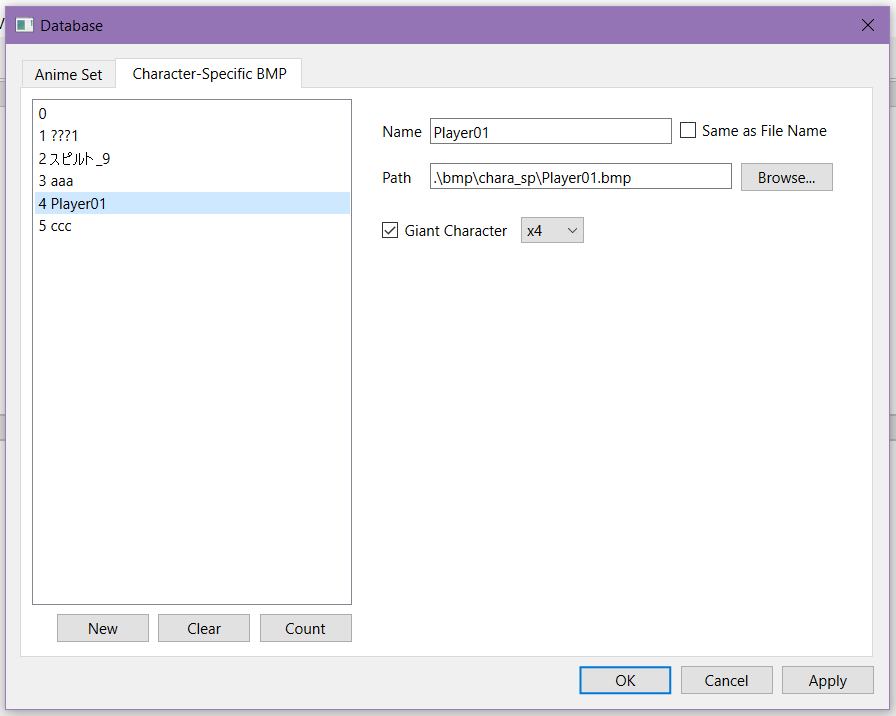 Database
Anime Set
Character-Specific BMP
0
1 ???1
2 スピルト_9
3 aaa
4 Player01
5 ccc
New
Clear
Count
Name
Player01
Same as File Name
Path
.\bmp\chara_sp\Player01.bmp
Browse...
Giant Character
x4
OK
Cancel
Apply